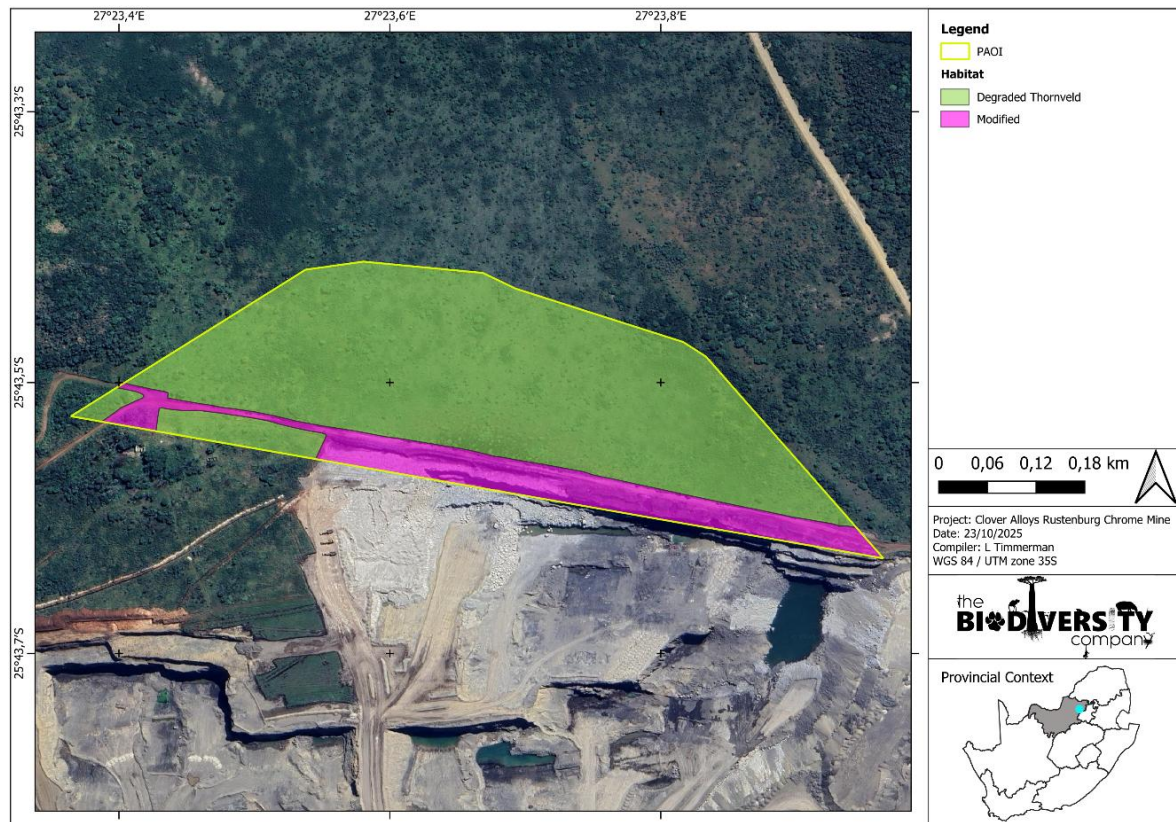 27°23,4'E
27°23,6'E
27°23,8'E
25°43,3'S
25°43,5'S
25°43,7'S
Legend
PAOI
Habitat
Degraded Thornveld
Modified
0 0,06 0,12 0,18 km
Project: Clover Alloys Rustenburg Chrome Mine
Date: 23/10/2025
Compiler: L Timmerman
WGS 84 / UTM zone 35S
the
BIODIVERSITY
company
Provincial Context